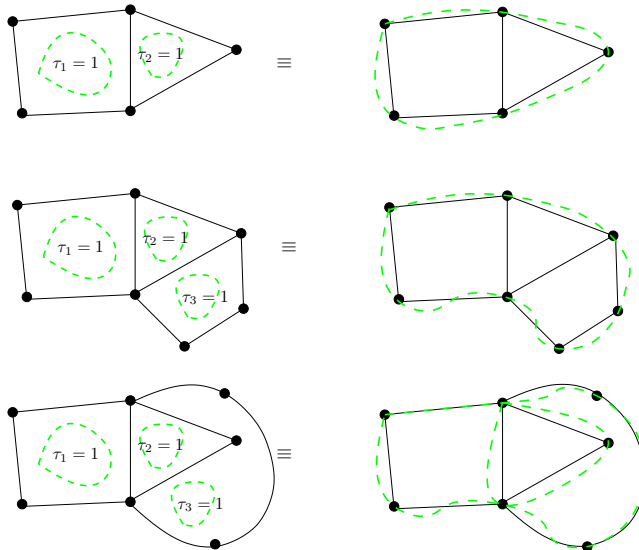 τ₁ = 1 τ₂ = 1 ≡
τ₁ = 1 τ₂ = 1 ≡
τ₃ = 1
τ₁ = 1 τ₂ = 1 ≡
τ₃ = 1